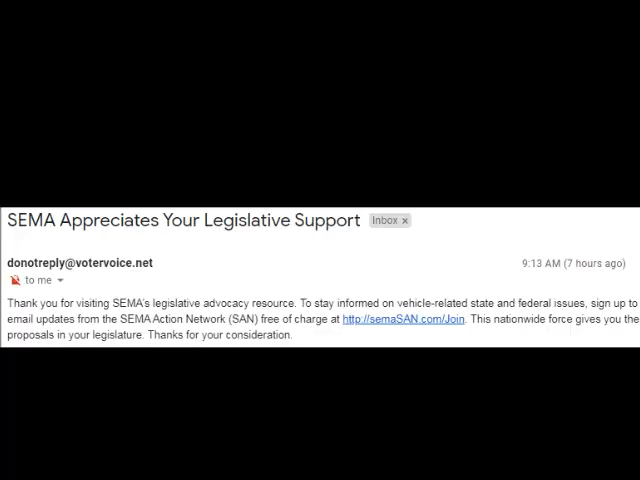 SEMA Appreciates Your Legislative Support Inbox x
donotreply@votervoice.net 9:13 AM (7 hours ago)
to me
Thank you for visiting SEMA's legislative advocacy resource. To stay informed on vehicle-related state and federal issues, sign up to
email updates from the SEMA Action Network (SAN) free of charge at http://semaSAN.com/Join. This nationwide force gives you the
proposals in your legislature. Thanks for your consideration.